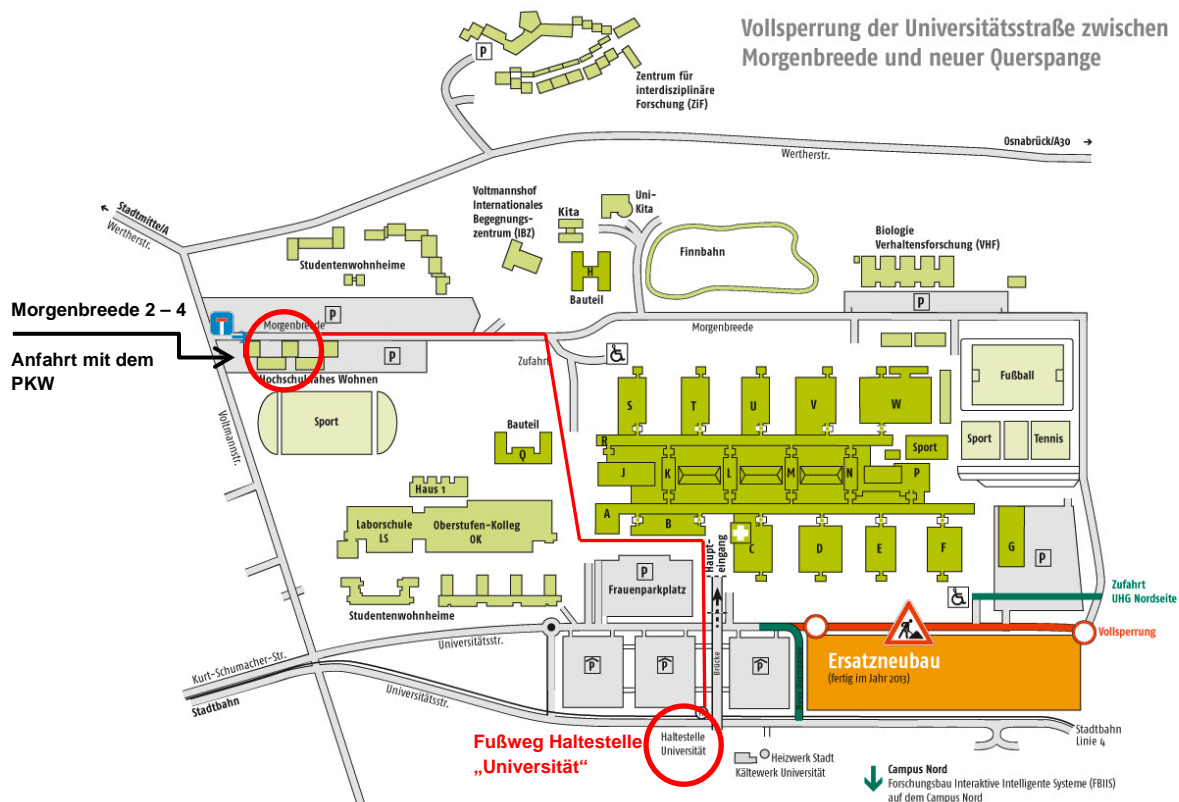 Vollsperrung der Universitätsstraße zwischen
Morgenbreede und neuer Querspange
P
Zentrum für
interdisziplinäre
Forschung (ZiF)
Osnabrück/A30
Wertherstr.
Stadtmitte/A
Wertherstr.
Voltmannshof
Internationales
Begegnungs-
zentrum (IBZ)
Kita
Uni-
Kita
Studentenwohnheime
H
Bauteil
Finnbahn
Biologie
Verhaltensforschung (VHF)
Morgenbreede 2 – 4
Anfahrt mit dem
PKW
P
Morgenbreede
P
Hochschulnahes Wohnen
Zufahrt
Morgenbreede
P
Fußball
Sport
Tennis
Sport
Voltmannstr.
Bauteil
Q
S
T
U
V
W
R
J
K
L
M
N
Sport
P
A
B
C
D
E
F
G
P
Haus 1
Laborschule
LS
Oberstufen-Kolleg
OK
Haupt-
eingang
P
Frauenparkplatz
Studentenwohnheime
Zufahrt
UHG Nordseite
Vollsperrung
Universitätsstr.
Kurt-Schumacher-Str.
Stadtbahn
Universitätsstr.
P
P
P
Brücke
Ersatzneubau
(fertig im Jahr 2013)
Fußweg Haltestelle
„Universität“
Haltestelle
Universität
Heizwerk Stadt
Kältewerk Universität
Stadtbahn
Linie 4
Campus Nord
Forschungsbau Interaktive Intelligente Systeme (FBIIS)
auf dem Campus Nord